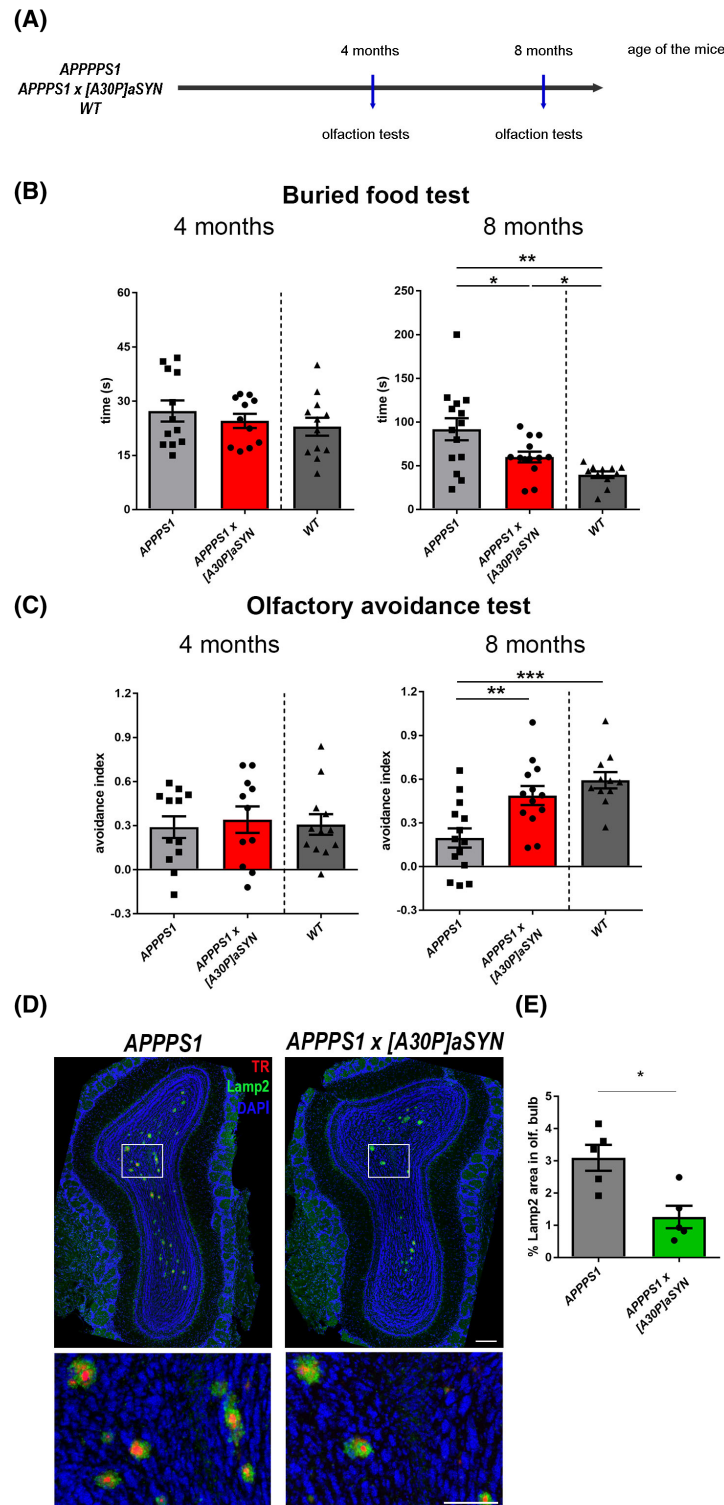 (A)
4 months
8 months
age of the mice
APPPPS1
APPPS1 x [A30P]aSYN
WT
olfaction tests
olfaction tests
(B)
Buried food test
4 months
8 months
**
*
*
60
45
30
15
0
time (s)
APPPS1
APPPS1 x
[A30P]aSYN
WT
250
200
150
100
50
0
time (s)
APPPS1
APPPS1 x
[A30P]aSYN
WT
(C)
Olfactory avoidance test
4 months
8 months
***
**
1.2
0.9
0.6
0.3
0.0
-0.3
avoidance index
APPPS1
APPPS1 x
[A30P]aSYN
WT
1.2
0.9
0.6
0.3
0.0
-0.3
avoidance index
APPPS1
APPPS1 x
[A30P]aSYN
WT
(D)
APPPS1
APPPS1 x [A30P]aSYN
TR
Lamp2
DAPI
(E)
*
5
4
3
2
1
0
% Lamp2 area in olf. bulb
APPPS1
APPPS1 x
[A30P]aSYN